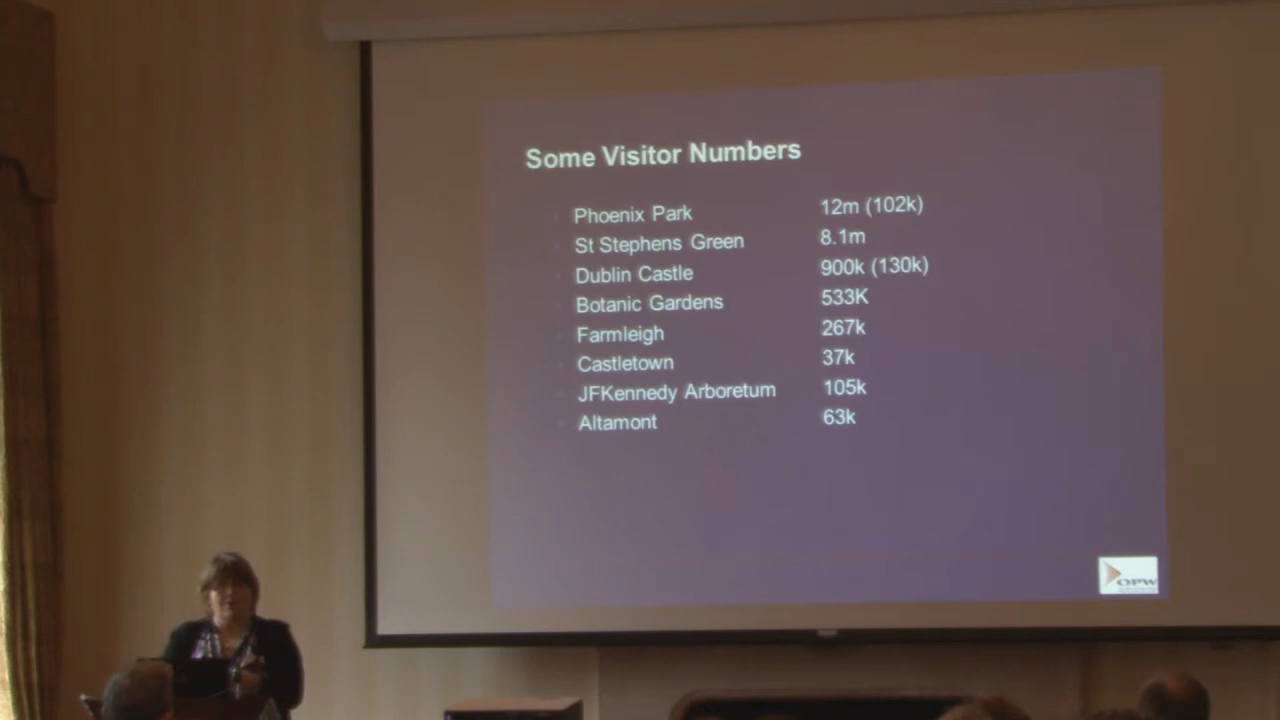 Some Visitor Numbers
Phoenix Park 12m (102k)
St Stephens Green 8.1m
Dublin Castle 900k (130k)
Botanic Gardens 533K
Farmleigh 267k
Castletown 37k
JFKennedy Arboretum 105k
Altamont 63k
OPW